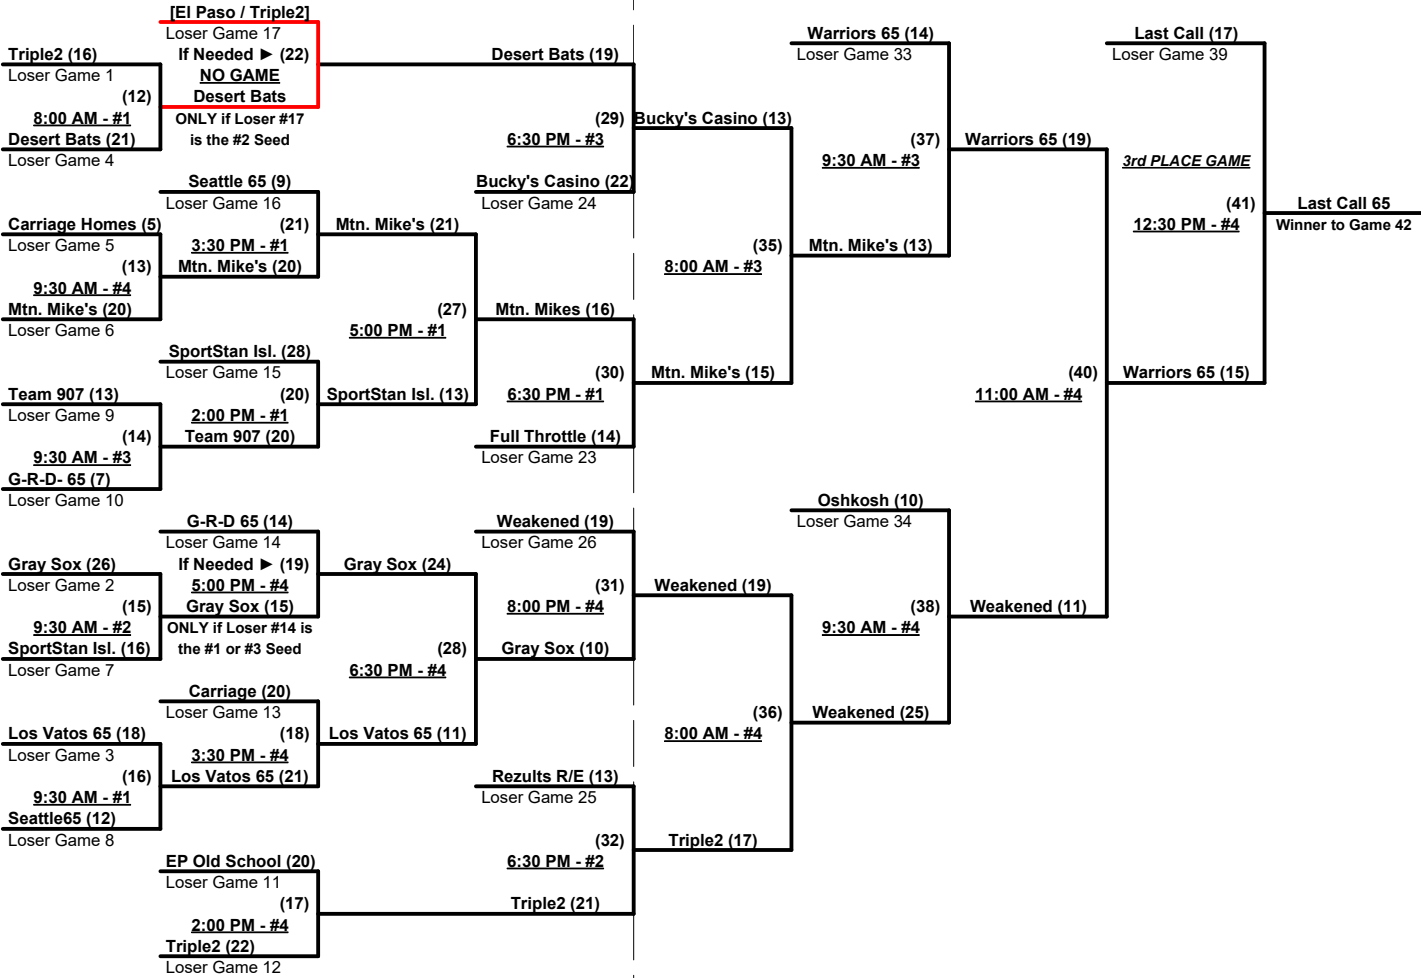 [El Paso / Triple2]
Loser Game 17
Triple2 (16)
Loser Game 1
If Needed ► (22)
NO GAME
Desert Bats
(12)
8:00 AM - #1
ONLY if Loser #17
is the #2 Seed
Desert Bats (21)
Loser Game 4
Seattle 65 (9)
Loser Game 16
Carriage Homes (5)
Loser Game 5
(21)
3:30 PM - #1
Mtn. Mike's (20)
(13)
9:30 AM - #4
Mtn. Mike's (20)
Loser Game 6
SportStan Isl. (28)
Loser Game 15
Team 907 (13)
Loser Game 9
(20)
2:00 PM - #1
Team 907 (20)
(14)
9:30 AM - #3
G-R-D- 65 (7)
Loser Game 10
G-R-D 65 (14)
Loser Game 14
If Needed ► (19)
5:00 PM - #4
Gray Sox (15)
ONLY if Loser #14 is
the #1 or #3 Seed
Gray Sox (26)
Loser Game 2
(15)
9:30 AM - #2
SportStan Isl. (16)
Loser Game 7
Carriage (20)
Loser Game 13
Los Vatos 65 (18)
Loser Game 3
(18)
3:30 PM - #4
Los Vatos 65 (21)
(16)
9:30 AM - #1
Seattle65 (12)
Loser Game 8
EP Old School (20)
Loser Game 11
(17)
2:00 PM - #4
Triple2 (22)
Loser Game 12
Desert Bats (19)
(29)
6:30 PM - #3
Bucky's Casino (22)
Loser Game 24
Mtn. Mike's (21)
(27)
5:00 PM - #1
SportStan Isl. (13)
Mtn. Mikes (16)
(30)
6:30 PM - #1
Full Throttle (14)
Loser Game 23
Weakened (19)
Loser Game 26
Gray Sox (24)
(31)
8:00 PM - #4
(28)
6:30 PM - #4
Gray Sox (10)
Los Vatos 65 (11)
Rezults R/E (13)
Loser Game 25
(32)
6:30 PM - #2
Triple2 (21)
Bucky's Casino (13)
(35)
8:00 AM - #3
Mtn. Mike's (15)
Weakened (19)
(36)
8:00 AM - #4
Triple2 (17)
Warriors 65 (14)
Loser Game 33
(37)
9:30 AM - #3
Mtn. Mike's (13)
Oshkosh (10)
Loser Game 34
(38)
9:30 AM - #4
Weakened (25)
Warriors 65 (19)
(40)
11:00 AM - #4
Weakened (11)
Last Call (17)
Loser Game 39
3rd PLACE GAME
(41)
12:30 PM - #4
Warriors 65 (15)
Last Call 65
Winner to Game 42